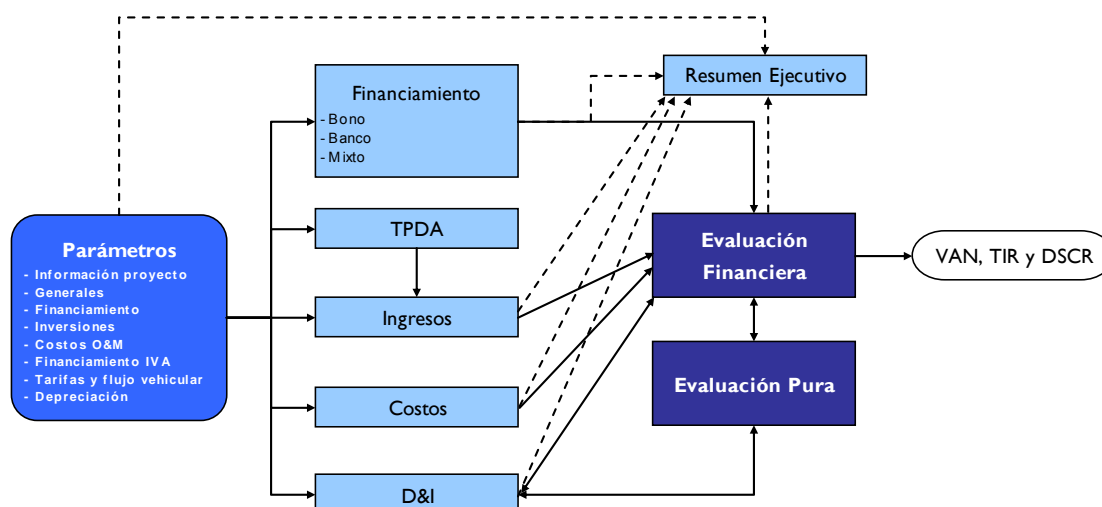 Resumen Ejecutivo
Financiamiento
- Bono
- Banco
- Mixto
Parámetros
- Información proyecto
- Generales
- Financiamiento
- Inversiones
- Costos O&M
- Financiamiento IVA
- Tarifas y flujo vehicular
- Depreciación
TPDA
Ingresos
Costos
D&I
Evaluación
Financiera
Evaluación Pura
VAN, TIR y DSCR